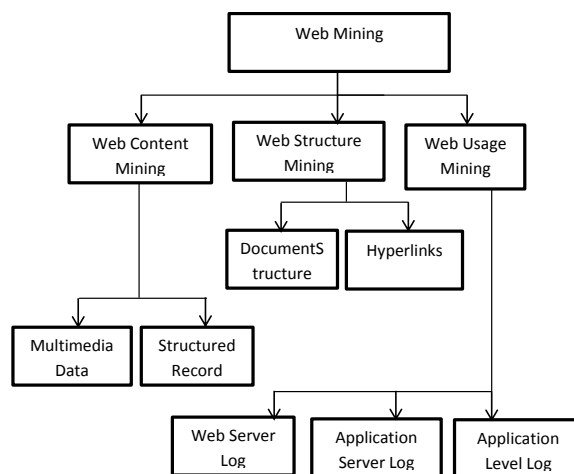 Web Mining
Web Content
Mining
Web Structure
Mining
Web Usage
Mining
DocumentS
tructure
Hyperlinks
Multimedia
Data
Structured
Record
Web Server
Log
Application
Server Log
Application
Level Log